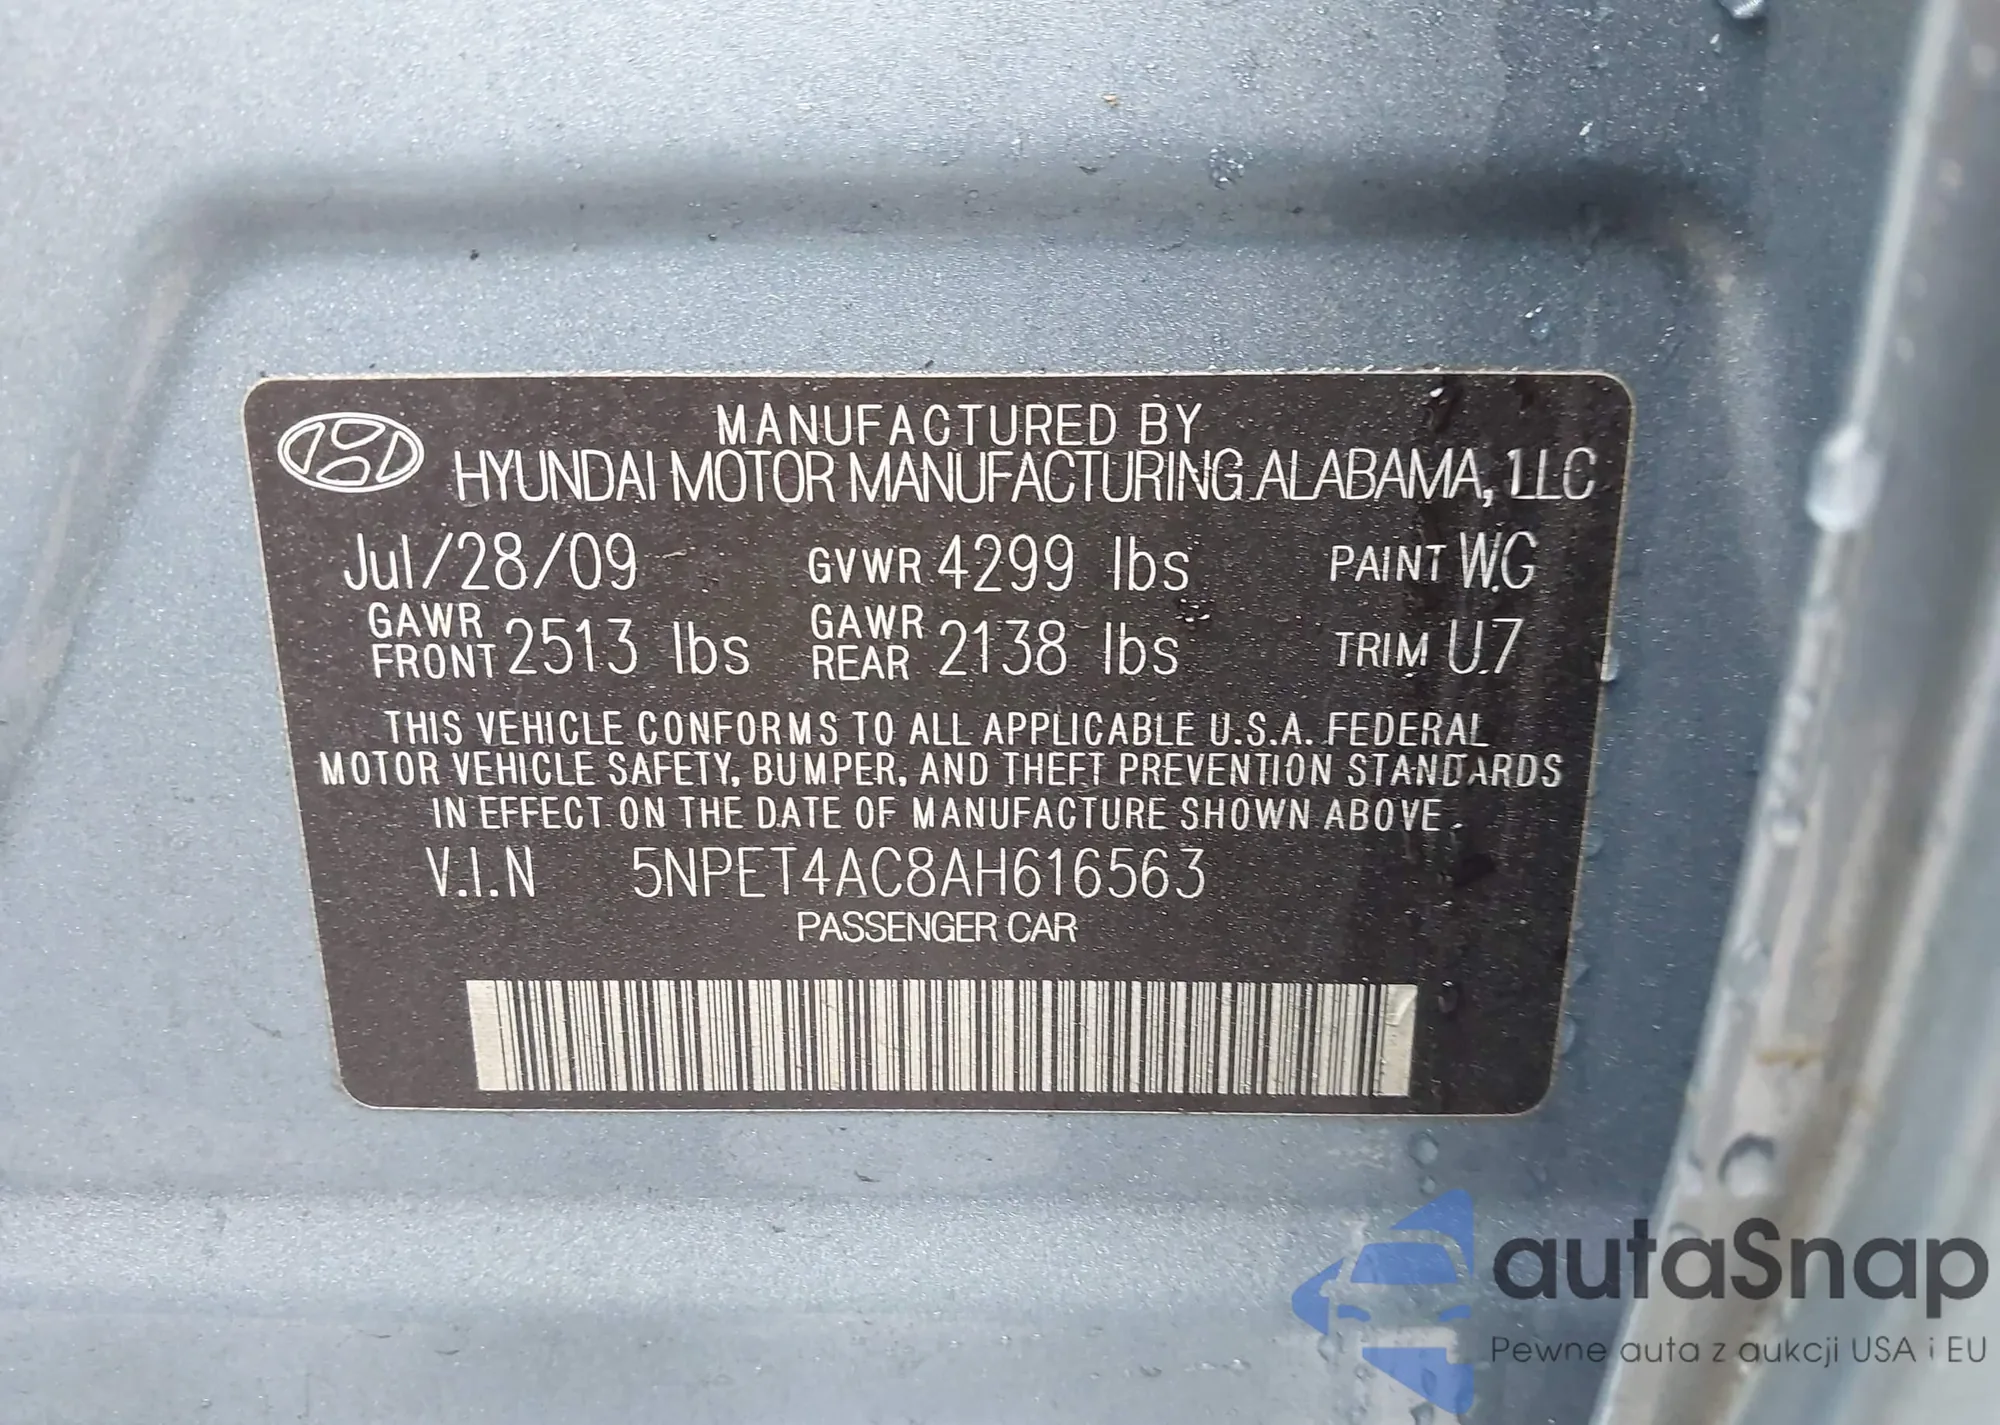 MANUFACTURED BY
HYUNDAI MOTOR MANUFACTURING ALABAMA, LLC
Jul/28/09 GVWR 4299 lbs PAINT WG
GAWR FRONT 2513 lbs GAWR REAR 2138 lbs TRIM U7
THIS VEHICLE CONFORMS TO ALL APPLICABLE U.S.A. FEDERAL
MOTOR VEHICLE SAFETY, BUMPER, AND THEFT PREVENTION STANDARDS
IN EFFECT ON THE DATE OF MANUFACTURE SHOWN ABOVE.
V.I.N 5NPET4AC8AH616563
PASSENGER CAR
autaSnap
Pewne auta z aukcji USA i EU